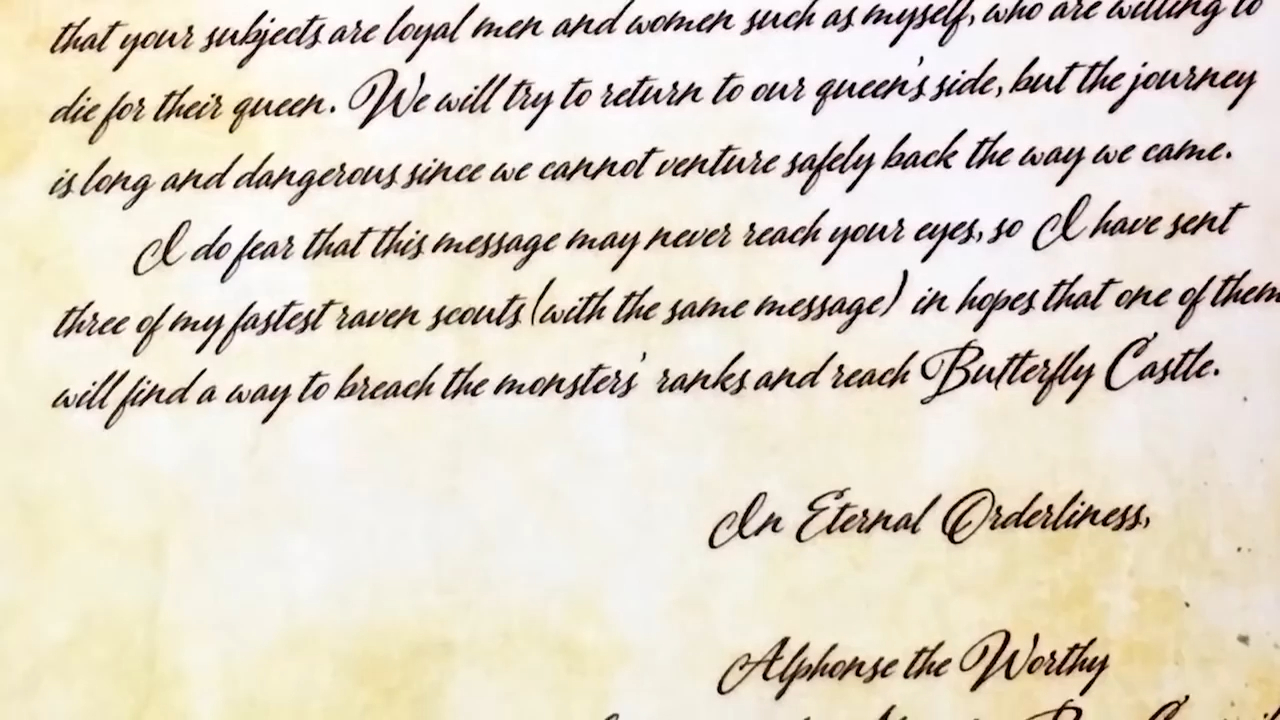 that your subjects are loyal men and women such as myself, who are willing to
die for their queen. We will try to return to our queen's side, but the journey
is long and dangerous since we cannot venture safely back the way we came.
I do fear that this message may never reach your eyes, so I have sent
three of my fastest raven scouts (with the same message) in hopes that one of them
will find a way to breach the monsters' ranks and reach Butterfly Castle.
In Eternal Orderliness,
Alphonse the Worthy